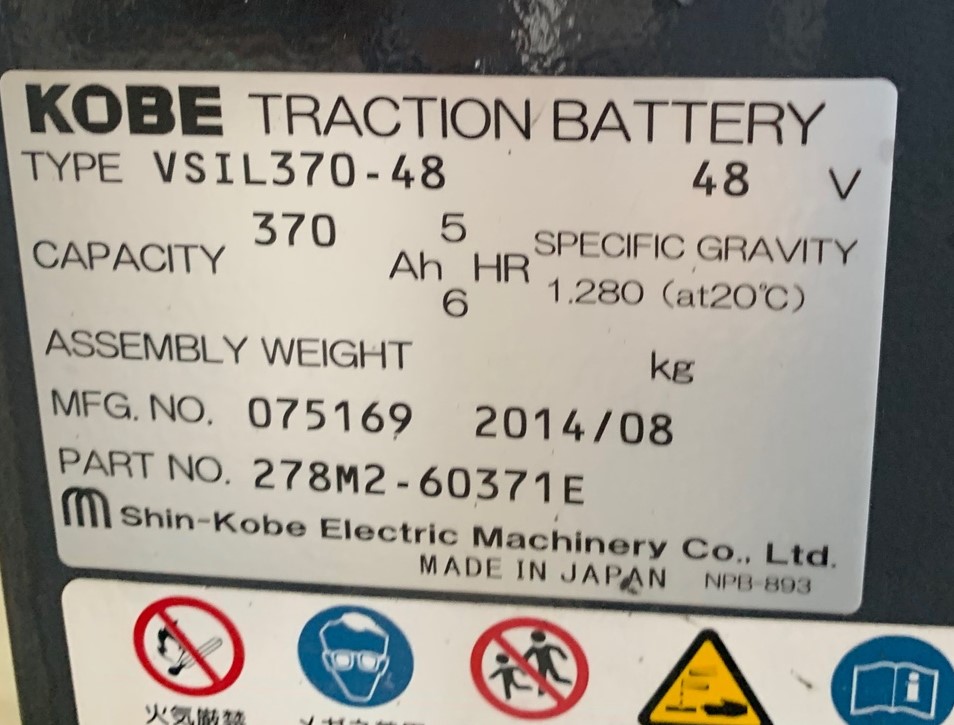 KOBE TRACTION BATTERY
TYPE VSIL370-48 48 V
CAPACITY 370 Ah 5 HR SPECIFIC GRAVITY
6 1.280 (at20℃)
ASSEMBLY WEIGHT kg
MFG. NO. 075169 2014/08
PART NO. 278M2-60371E
Shin-Kobe Electric Machinery Co., Ltd.
MADE IN JAPAN NPB-893
火気厳禁